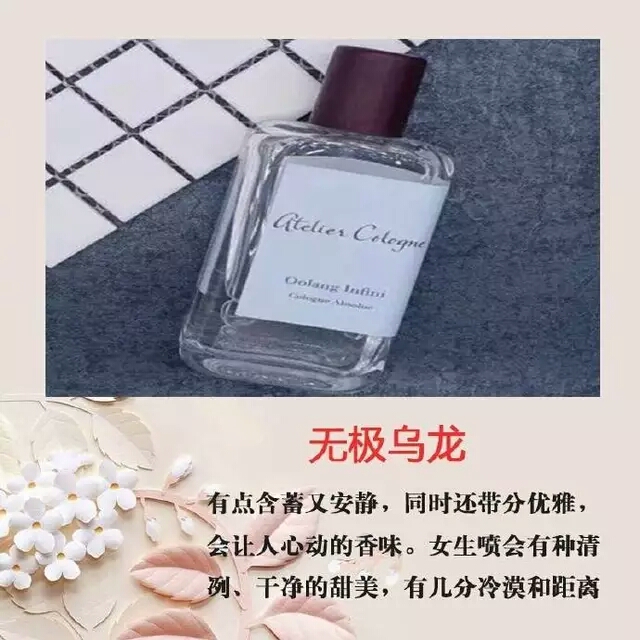 Atelier Cologne
Oolang Infini
Cologne Absolue
无极乌龙
有点含蓄又安静，同时还带分优雅，
会让人心动的香味。女生喷会有种清
冽、干净的甜美，有几分冷漠和距离